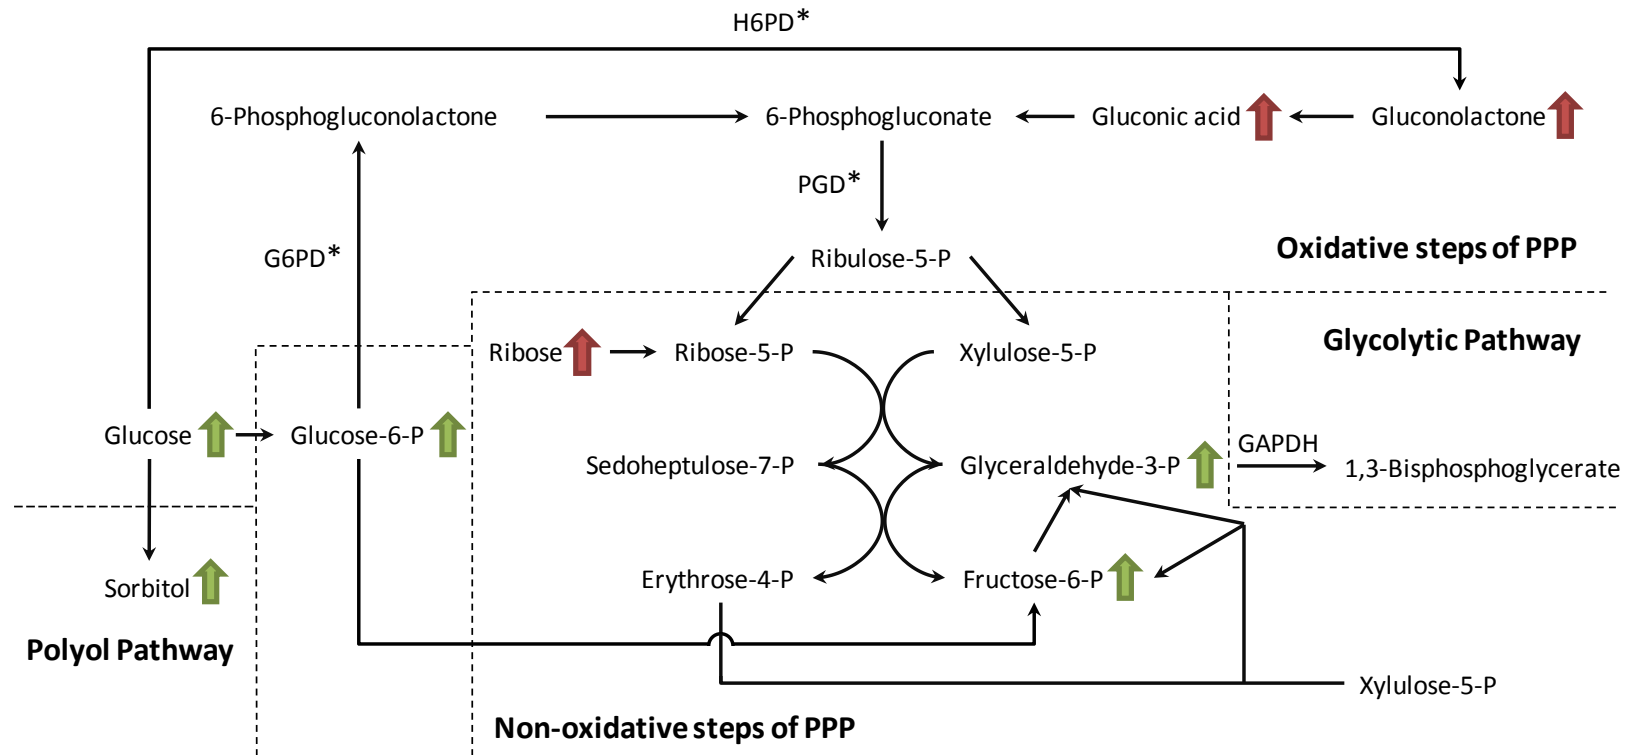 H6PD*
6-Phosphogluconolactone
6-Phosphogluconate
Gluconic acid
Gluconolactone
PGD*
G6PD*
Ribulose-5-P
Oxidative steps of PPP
Ribose
Ribose-5-P
Xylulose-5-P
Glycolytic Pathway
Glucose
Glucose-6-P
Sedoheptulose-7-P
Glyceraldehyde-3-P
GAPDH
1,3-Bisphosphoglycerate
Sorbitol
Erythrose-4-P
Fructose-6-P
Polyol Pathway
Xylulose-5-P
Non-oxidative steps of PPP